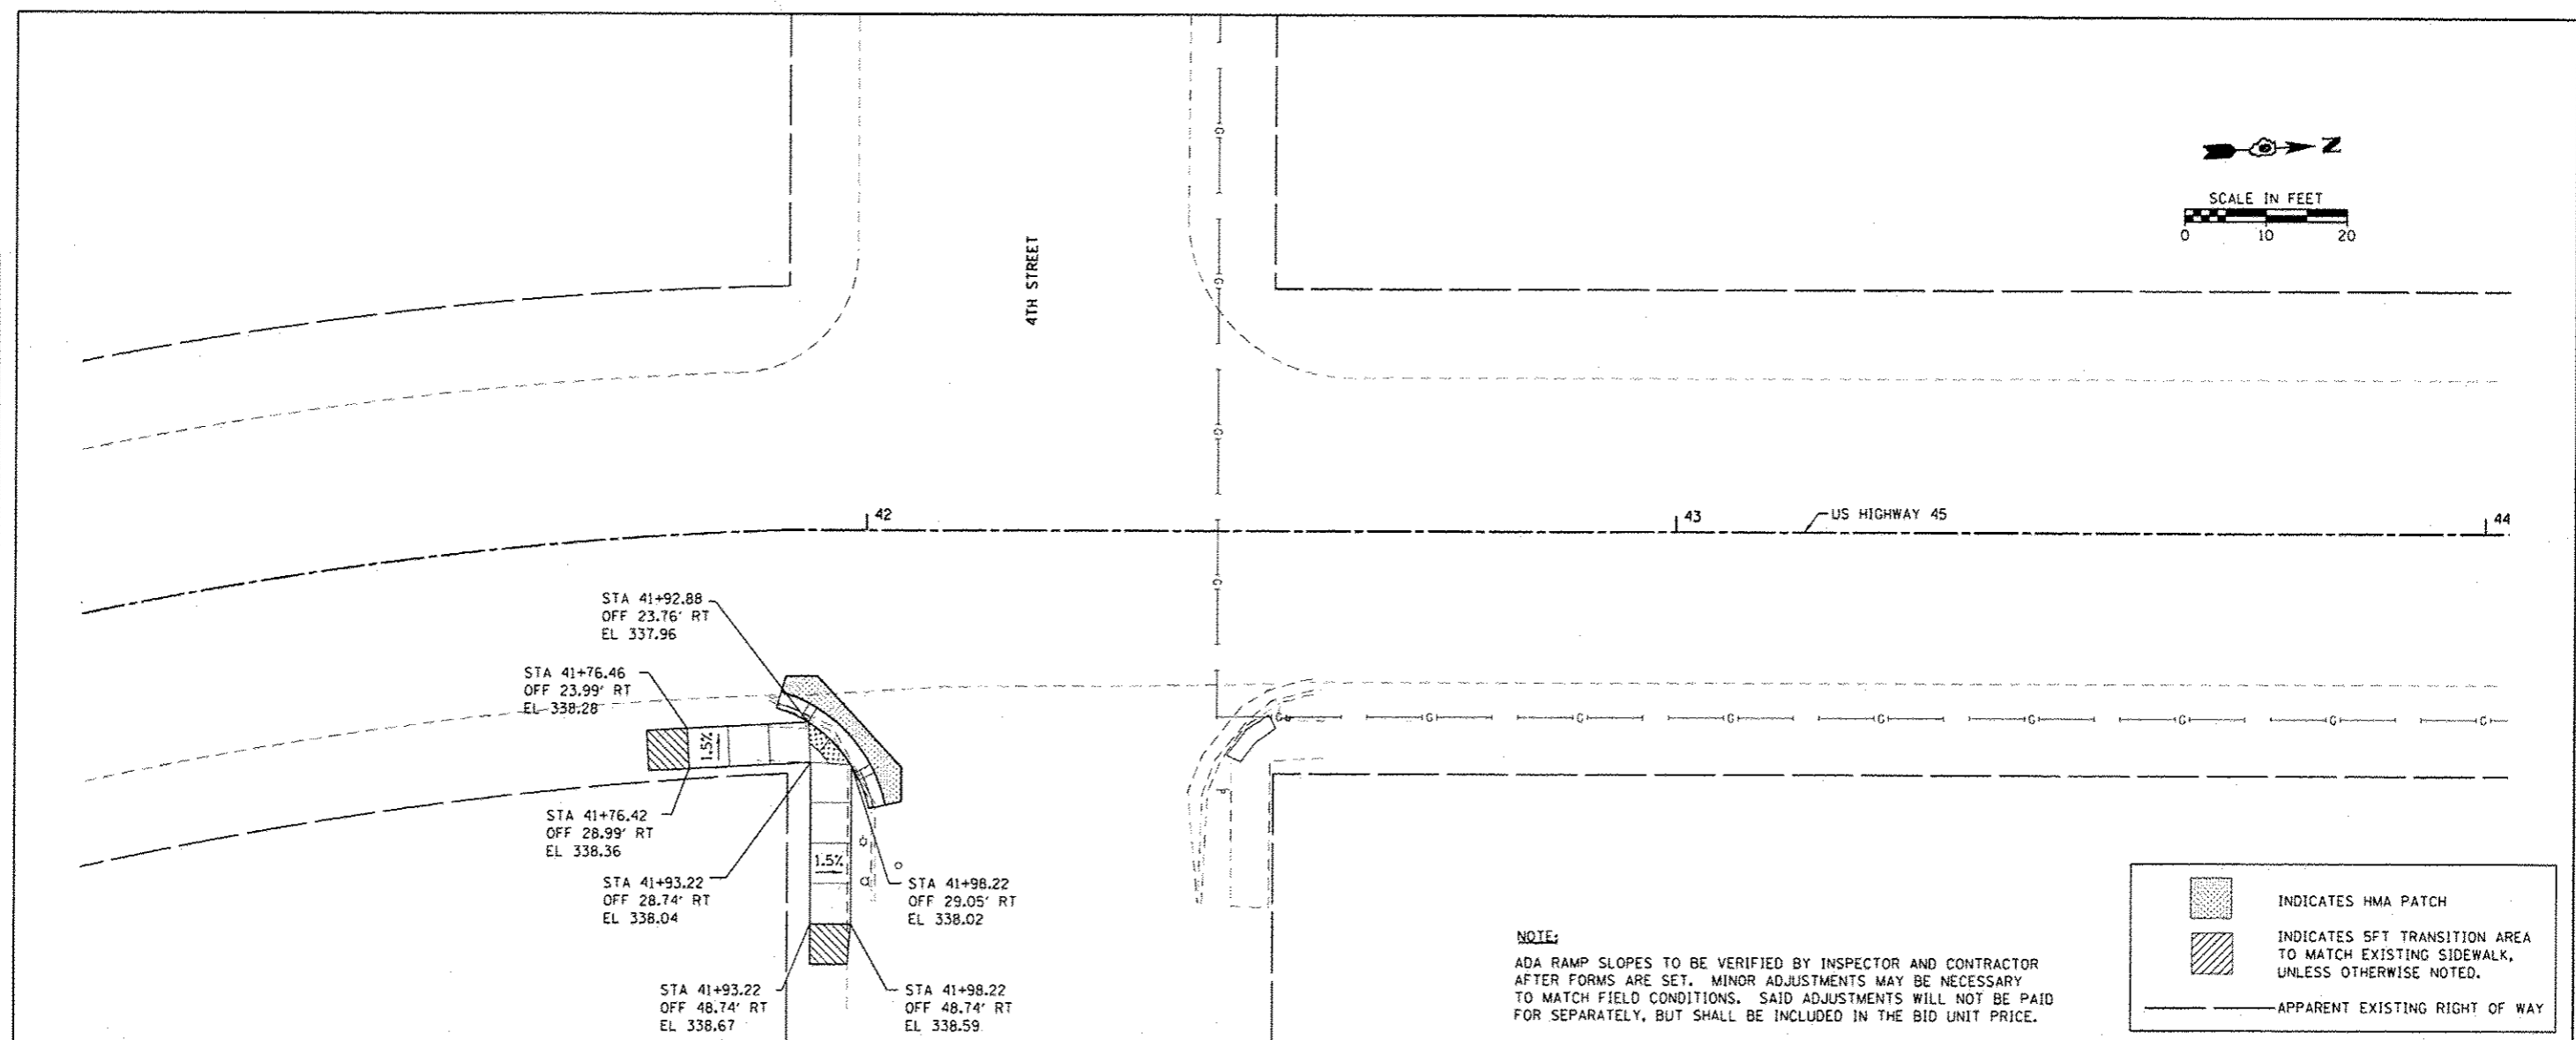 N
SCALE IN FEET
0 10 20
4TH STREET
42
43
US HIGHWAY 45
44
STA 41+92.88
OFF 23.76' RT
EL 337.96
STA 41+76.46
OFF 23.99' RT
EL 338.28
1.5%
STA 41+76.42
OFF 28.99' RT
EL 338.36
STA 41+93.22
OFF 28.74' RT
EL 338.04
1.5%
STA 41+98.22
OFF 29.05' RT
EL 338.02
STA 41+93.22
OFF 48.74' RT
EL 338.67
STA 41+98.22
OFF 48.74' RT
EL 338.59
G
G
G
G
G
G
G
G
G
G
G
G
G
G
NOTE:
ADA RAMP SLOPES TO BE VERIFIED BY INSPECTOR AND CONTRACTOR
AFTER FORMS ARE SET. MINOR ADJUSTMENTS MAY BE NECESSARY
TO MATCH FIELD CONDITIONS. SAID ADJUSTMENTS WILL NOT BE PAID
FOR SEPARATELY, BUT SHALL BE INCLUDED IN THE BID UNIT PRICE.
INDICATES HMA PATCH
INDICATES 5FT TRANSITION AREA
TO MATCH EXISTING SIDEWALK,
UNLESS OTHERWISE NOTED.
APPARENT EXISTING RIGHT OF WAY